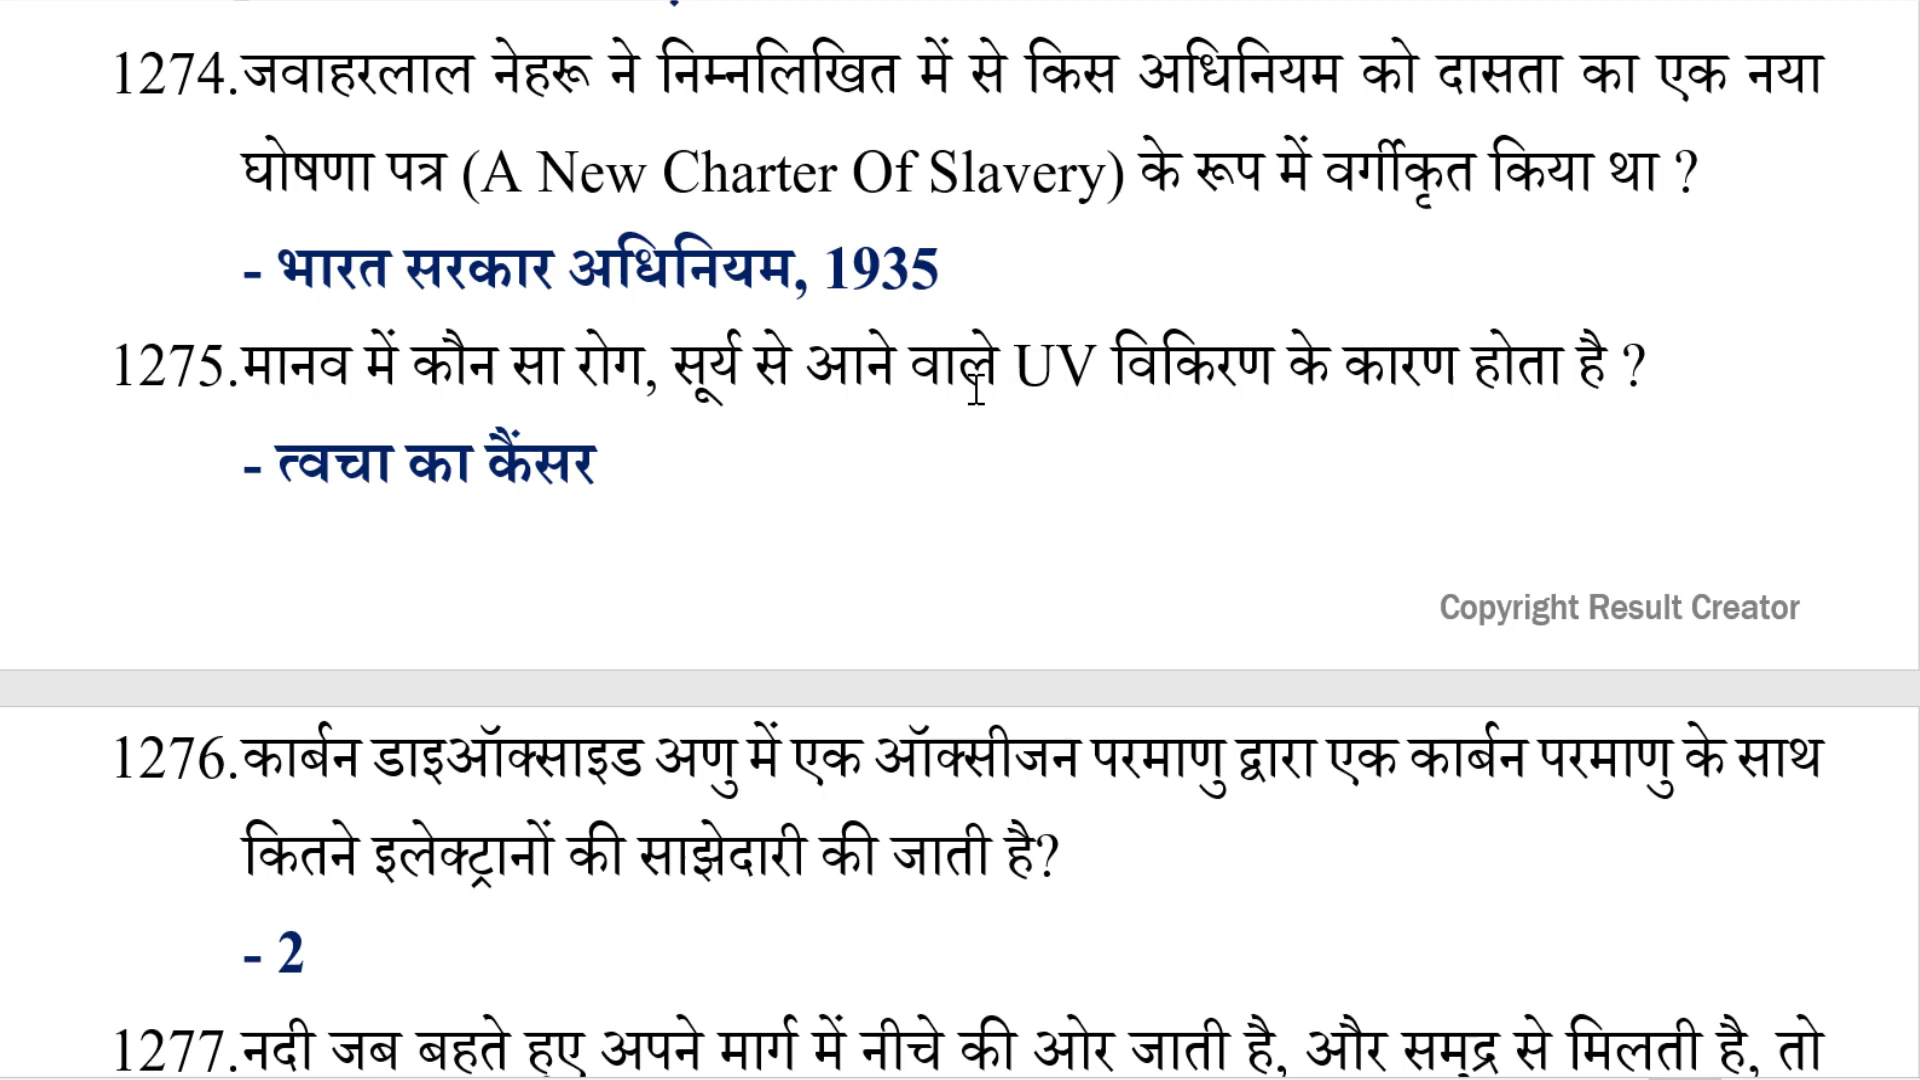 1274.जवाहरलाल नेहरू ने निम्नलिखित में से किस अधिनियम को दासता का एक नया
घोषणा पत्र (A New Charter Of Slavery) के रूप में वर्गीकृत किया था ?
- भारत सरकार अधिनियम, 1935
1275.मानव में कौन सा रोग, सूर्य से आने वाले UV विकिरण के कारण होता है ?
- त्वचा का कैंसर
Copyright Result Creator
1276.कार्बन डाइऑक्साइड अणु में एक ऑक्सीजन परमाणु द्वारा एक कार्बन परमाणु के साथ
कितने इलेक्ट्रानों की साझेदारी की जाती है?
- 2
1277.नदी जब बहते हुए अपने मार्ग में नीचे की ओर जाती है, और समुद्र से मिलती है, तो